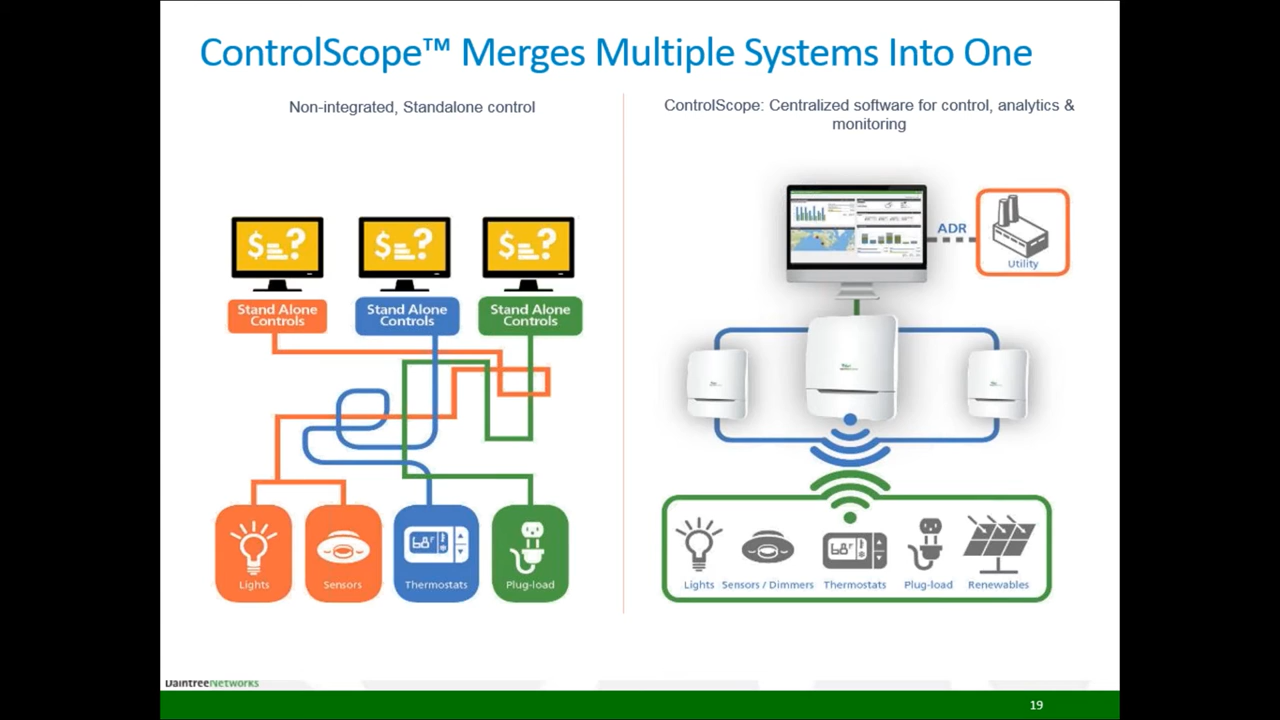 ControlScope™ Merges Multiple Systems Into One
Non-integrated, Standalone control
ControlScope: Centralized software for control, analytics &
monitoring
$ ?
$ ?
$ ?
Stand Alone
Controls
Stand Alone
Controls
Stand Alone
Controls
ADR
Utility
Lights
Sensors
68F
Thermostats
Plug-load
Lights
Sensors / Dimmers
68F
Thermostats
Plug-load
Renewables
DaintreeNetworks
19